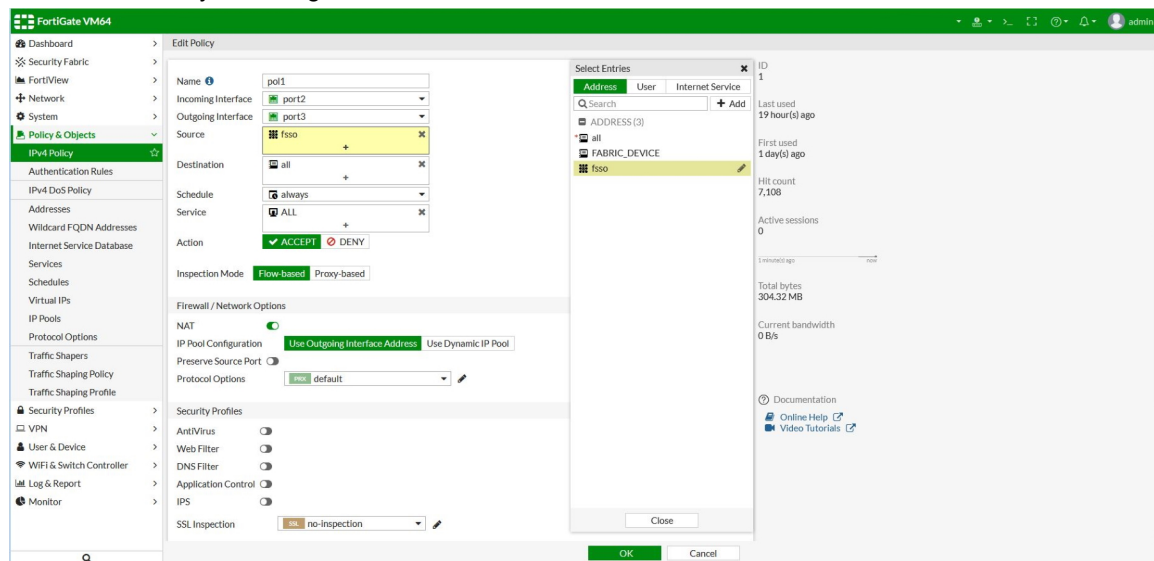 FortiGate VM64
admin
Dashboard
Security Fabric
FortiView
Network
System
Policy & Objects
IPv4 Policy
Authentication Rules
IPv4 DoS Policy
Addresses
Wildcard FQDN Addresses
Internet Service Database
Services
Schedules
Virtual IPs
IP Pools
Protocol Options
Traffic Shapers
Traffic Shaping Policy
Traffic Shaping Profile
Security Profiles
VPN
User & Device
WiFi & Switch Controller
Log & Report
Monitor
Edit Policy
Name pol1
Incoming Interface port2
Outgoing Interface port3
Source fsso
+
Destination all
+
Schedule always
Service ALL
+
Action ACCEPT DENY
Inspection Mode Flow-based Proxy-based
Firewall / Network Options
NAT
IP Pool Configuration Use Outgoing Interface Address Use Dynamic IP Pool
Preserve Source Port
Protocol Options PRX default
Security Profiles
AntiVirus
Web Filter
DNS Filter
Application Control
IPS
SSL Inspection SSL no-inspection
Select Entries
Address User Internet Service
Search + Add
ADDRESS (3)
all
FABRIC_DEVICE
fsso
Close
OK Cancel
ID
1
Last used
19 hour(s) ago
First used
1 day(s) ago
Hit count
7,108
Active sessions
0
1 minute(s) ago now
Total bytes
304.32 MB
Current bandwidth
0 B/s
Documentation
Online Help
Video Tutorials